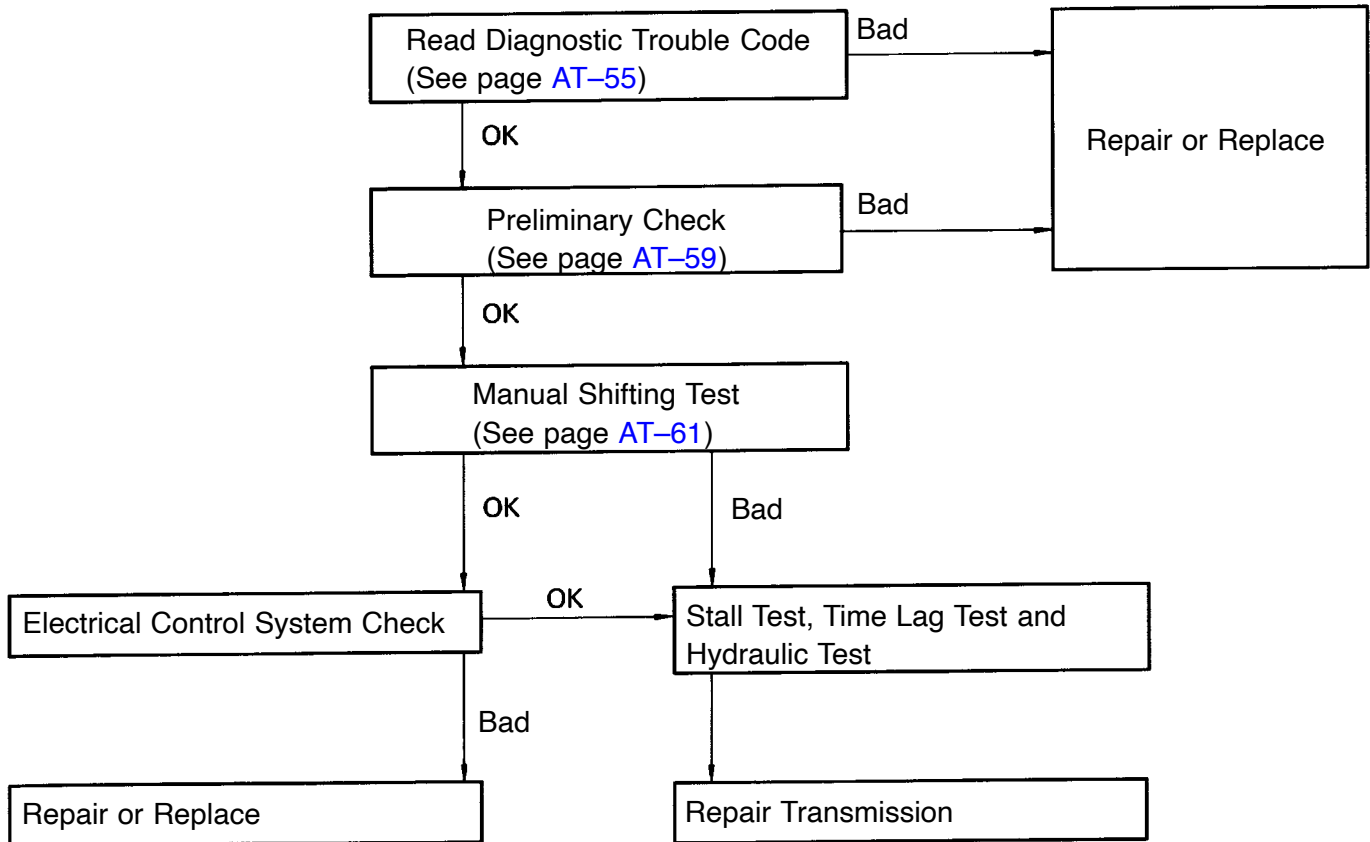 Read Diagnostic Trouble Code
(See page AT–55)
Bad
Repair or Replace
OK
Preliminary Check
(See page AT–59)
Bad
OK
Manual Shifting Test
(See page AT–61)
OK
Bad
Electrical Control System Check
OK
Stall Test, Time Lag Test and
Hydraulic Test
Bad
Repair or Replace
Repair Transmission